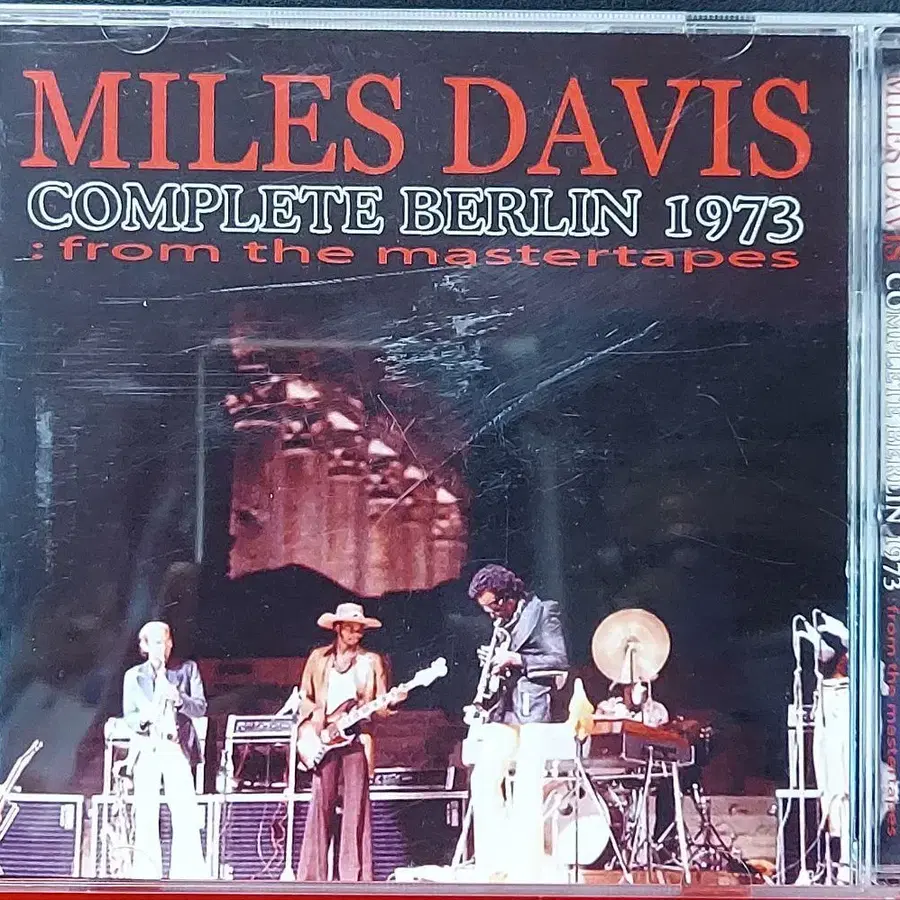 MILES DAVIS
COMPLETE BERLIN 1973
: from the mastertapes
MILES DAVIS COMPLETE BERLIN 1973 from the mastertapes